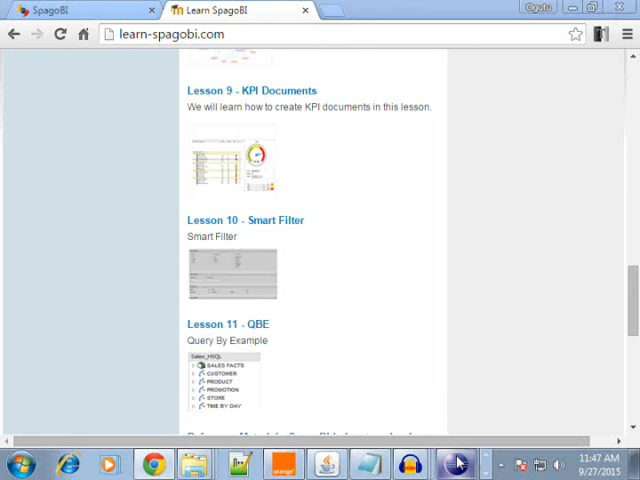 SpagoBI
Learn SpagoBI
Ogutu
learn-spagobi.com
Lesson 9 - KPI Documents
We will learn how to create KPI documents in this lesson.
Lesson 10 - Smart Filter
Smart Filter
Lesson 11 - QBE
Query By Example
Sales_HSQL
SALES FACTS
CUSTOMER
PRODUCT
PROMOTION
STORE
TIME BY DAY
orange
11:47 AM
9/27/2015